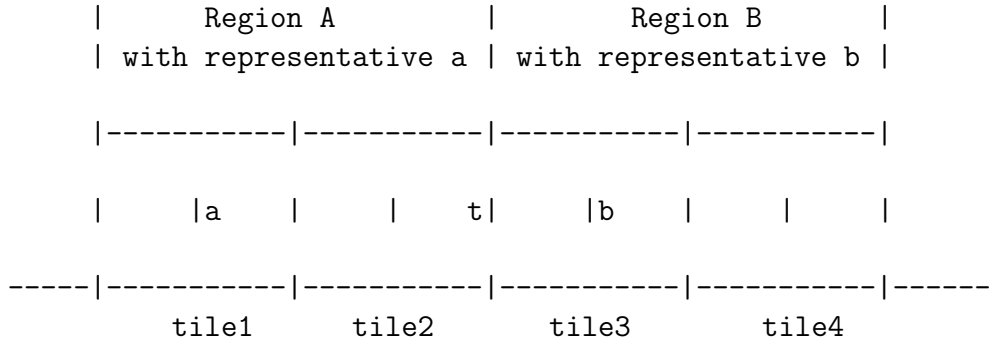 |      Region A         |        Region B       |
| with representative a | with representative b |
|-----------|-----------|-----------|-----------|
|     |a    |     |    t|     |b    |     |     |
-----|-----------|-----------|-----------|-----------|------
tile1      tile2       tile3        tile4